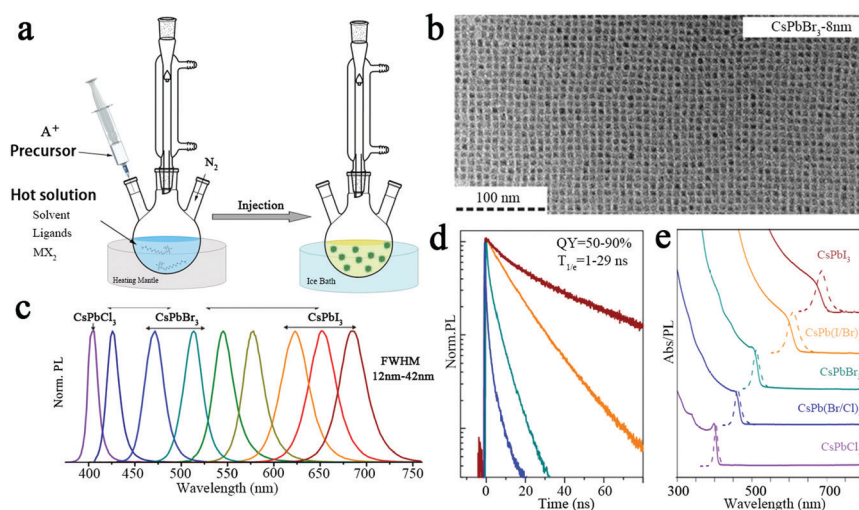 a
A⁺
Precursor
Hot solution
Solvent
Ligands
MX₂
N₂
Injection
Heating Mantle
Ice Bath
b
CsPbBr₃-8nm
100 nm
c
CsPbCl₃
CsPbBr₃
CsPbI₃
FWHM
12nm-42nm
Norm. PL
400 450 500 550 600 650 700 750
Wavelength (nm)
d
QY=50-90%
T₁/ₑ=1-29 ns
Norm.PL
0 20 40 60 80
Time (ns)
e
CsPbI₃
CsPb(I/Br)
CsPbBr
CsPb(Br/Cl)
CsPbCl
Abs/PL
300 500 700
Wavelength (nm)